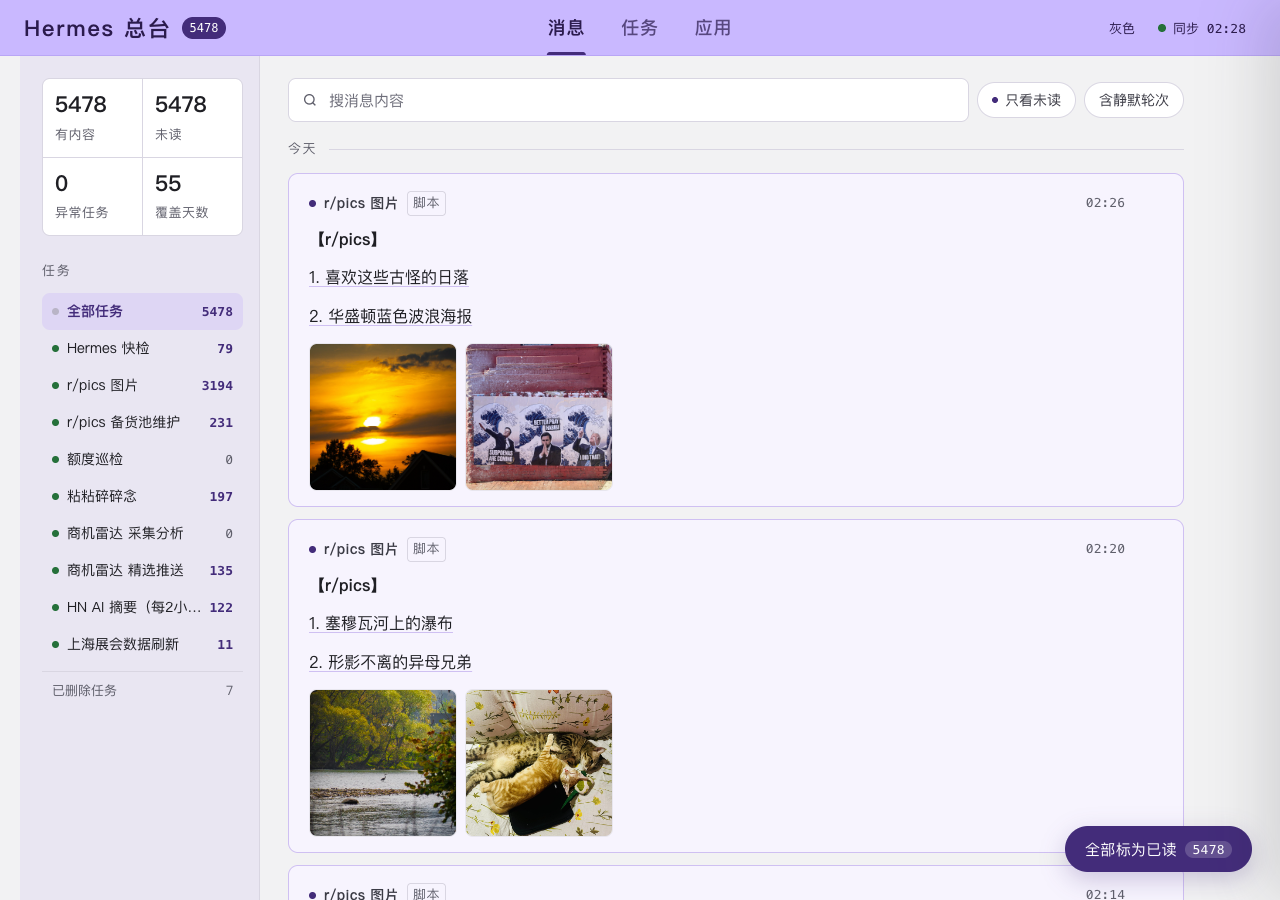 Hermes 总台 5478
消息 任务 应用
灰色 同步 02:28
5478
有内容
5478
未读
0
异常任务
55
覆盖天数
任务
全部任务 5478
Hermes 快检 79
r/pics 图片 3194
r/pics 备货池维护 231
额度巡检 0
粘粘碎碎念 197
商机雷达 采集分析 0
商机雷达 精选推送 135
HN AI 摘要（每2小… 122
上海展会数据刷新 11
已删除任务 7
搜消息内容
只看未读
含静默轮次
今天
r/pics 图片 脚本 02:26
【r/pics】
1. 喜欢这些古怪的日落
2. 华盛顿蓝色波浪海报
SUBPOENAS
ARE COMING
r/pics 图片 脚本 02:20
【r/pics】
1. 塞穆瓦河上的瀑布
2. 形影不离的异母兄弟
r/pics 图片 脚本 02:14
全部标为已读 5478